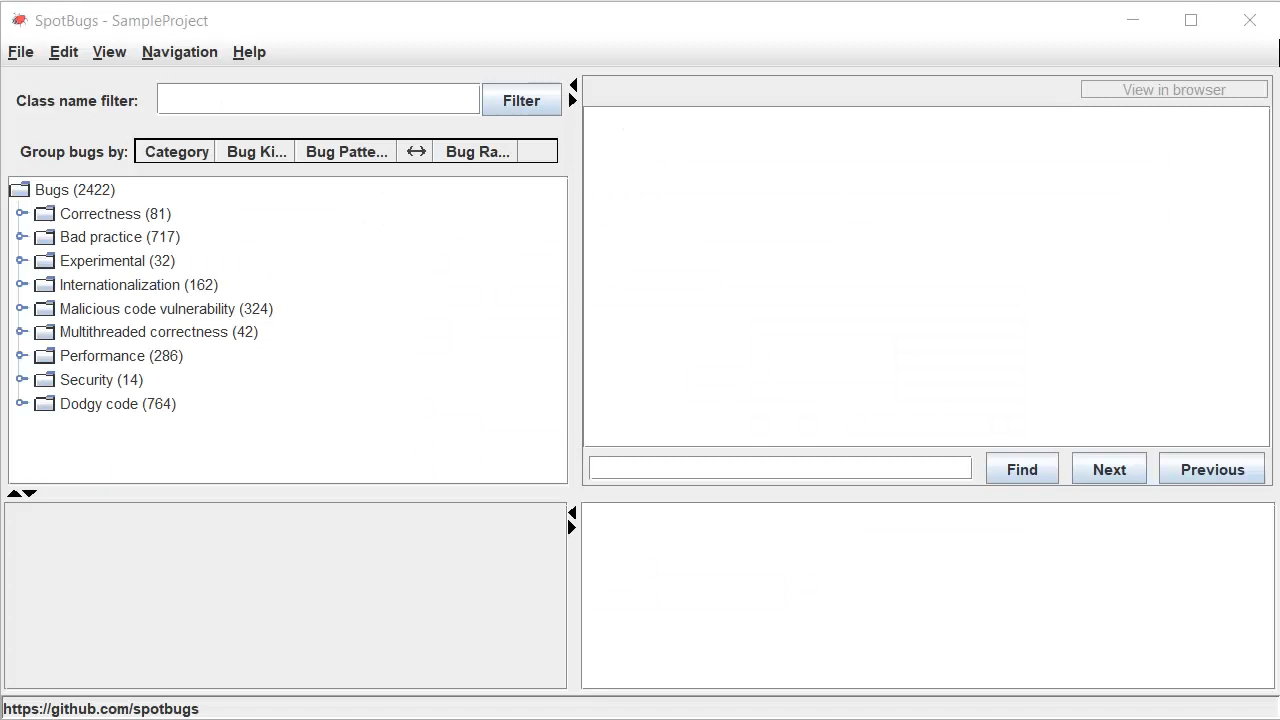 SpotBugs - SampleProject
File Edit View Navigation Help
Class name filter: Filter
View in browser
Group bugs by: Category Bug Ki... Bug Patte... Bug Ra...
Bugs (2422)
Correctness (81)
Bad practice (717)
Experimental (32)
Internationalization (162)
Malicious code vulnerability (324)
Multithreaded correctness (42)
Performance (286)
Security (14)
Dodgy code (764)
Find Next Previous
https://github.com/spotbugs